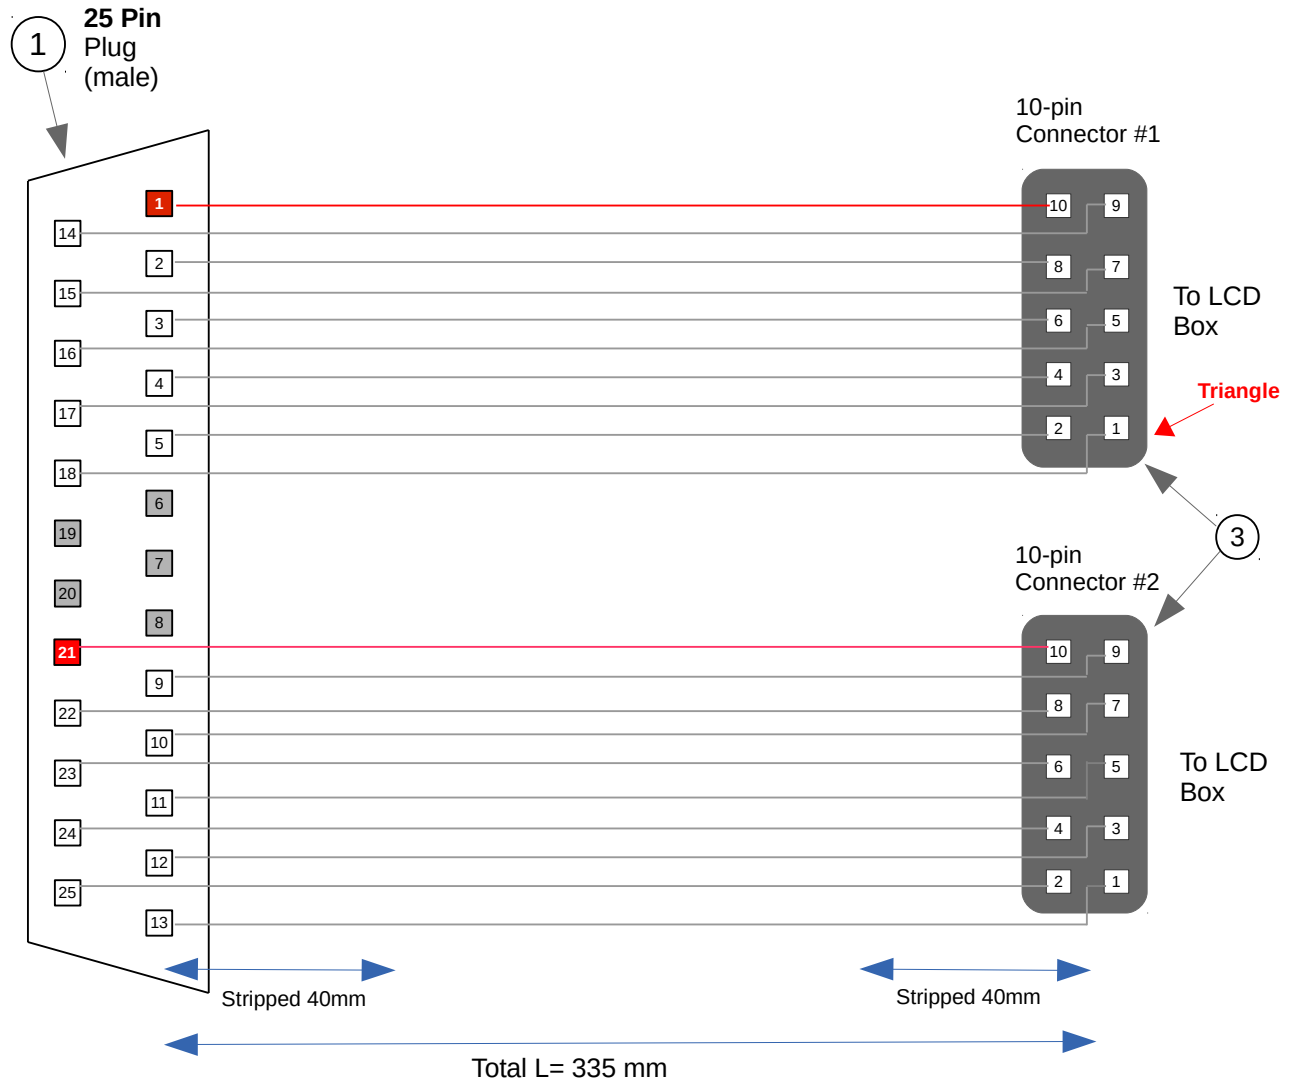 1
25 Pin
Plug
(male)
10-pin
Connector #1
1
10 9
14
2
8 7
15
3
6 5
16
4
4 3
17
5
2 1
18
To LCD
Box
Triangle
6
19
7
20
8
3
10-pin
Connector #2
21
10 9
9
22
8 7
10
23
6 5
11
24
4 3
12
25
2 1
13
To LCD
Box
Stripped 40mm
Stripped 40mm
Total L= 335 mm